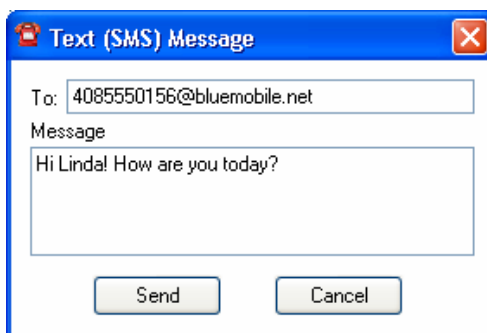 Text (SMS) Message
To: 4085550156@bluemobile.net
Message
Hi Linda! How are you today?
Send Cancel